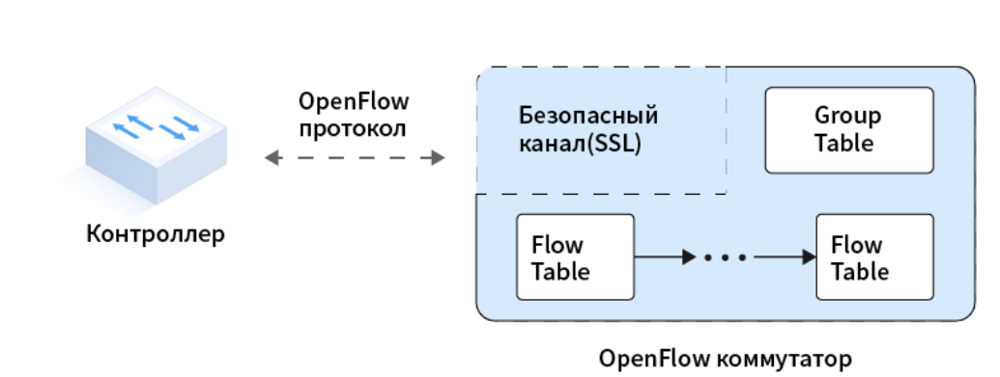 OpenFlow
протокол
Контроллер
Безопасный
канал(SSL)
Group
Table
Flow
Table
Flow
Table
OpenFlow коммутатор